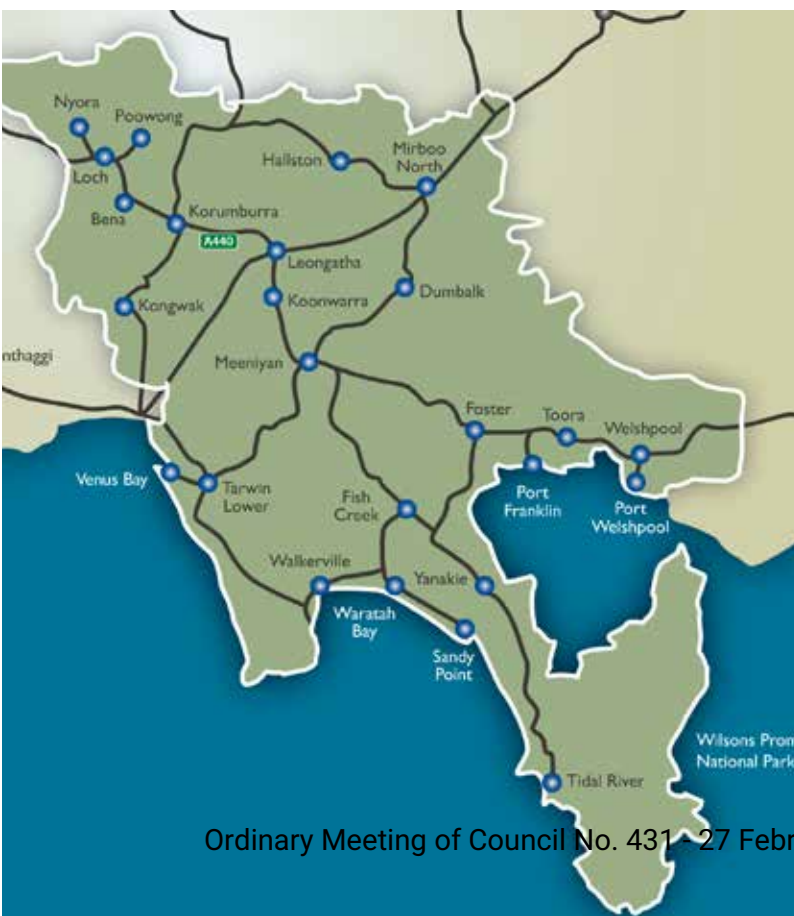 Nyora
Poowong
Loch
Hallston
Mirboo
North
Bena
Korumburra
A440
Leongatha
Kongwak
Koonwarra
Dumbalk
nthaggi
Meeniyan
Foster
Toora
Welshpool
Venus Bay
Tarwin
Lower
Fish
Creek
Port
Franklin
Port
Welshpool
Walkerville
Yanakie
Waratah
Bay
Sandy
Point
Wilsons Prom
National Park
Tidal River
Ordinary Meeting of Council No. 431 - 27 Febr